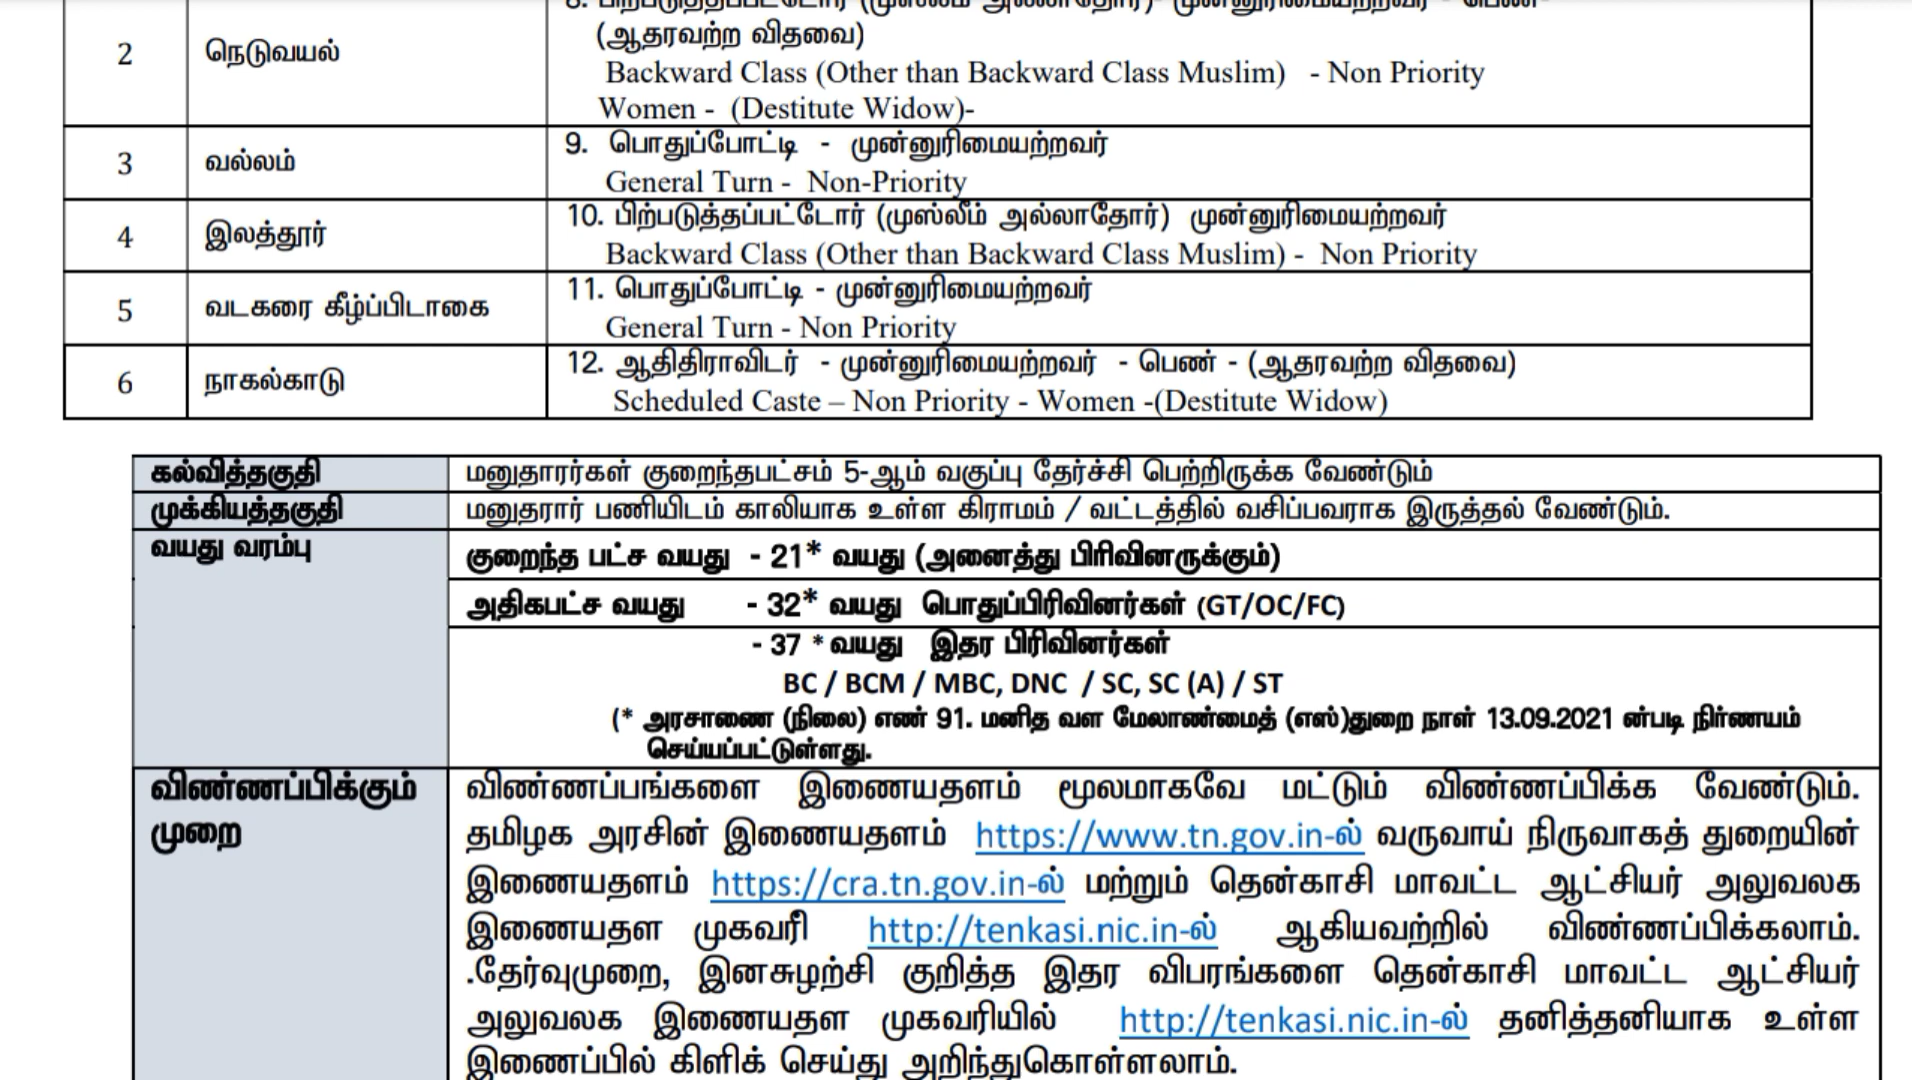 8. பிற்படுத்தப்பட்டோர் (முஸ்லிம் அல்லாதோர்)- முன்னூரிமையற்றவர் - பெண்-
2 நெடுவயல்
(ஆதரவற்ற விதவை)
Backward Class (Other than Backward Class Muslim) - Non Priority
Women - (Destitute Widow)-
3 வல்லம்
9. பொதுப்போட்டி - முன்னுரிமையற்றவர்
General Turn - Non-Priority
4 இலத்தூர்
10. பிற்படுத்தப்பட்டோர் (முஸ்லீம் அல்லாதோர்) முன்னுரிமையற்றவர்
Backward Class (Other than Backward Class Muslim) - Non Priority
5 வடகரை கீழ்ப்பிடாகை
11. பொதுப்போட்டி - முன்னுரிமையற்றவர்
General Turn - Non Priority
6 நாகல்காடு
12. ஆதிதிராவிடர் - முன்னுரிமையற்றவர் - பெண் - (ஆதரவற்ற விதவை)
Scheduled Caste – Non Priority - Women -(Destitute Widow)
கல்வித்தகுதி மனுதாரர்கள் குறைந்தபட்சம் 5-ஆம் வகுப்பு தேர்ச்சி பெற்றிருக்க வேண்டும்
முக்கியத்தகுதி மனுதரார் பணியிடம் காலியாக உள்ள கிராமம் / வட்டத்தில் வசிப்பவராக இருத்தல் வேண்டும்.
வயது வரம்பு குறைந்த பட்ச வயது - 21* வயது (அனைத்து பிரிவினருக்கும்)
அதிகபட்ச வயது - 32* வயது பொதுப்பிரிவினர்கள் (GT/OC/FC)
- 37 * வயது இதர பிரிவினர்கள்
BC / BCM / MBC, DNC / SC, SC (A) / ST
(* அரசாணை (நிலை) எண் 91. மனித வள மேலாண்மைத் (எஸ்)துறை நாள் 13.09.2021 ன்படி நிர்ணயம்
செய்யப்பட்டுள்ளது.
விண்ணப்பிக்கும் விண்ணப்பங்களை இணையதளம் மூலமாகவே மட்டும் விண்ணப்பிக்க வேண்டும்.
முறை தமிழக அரசின் இணையதளம் https://www.tn.gov.in-ல் வருவாய் நிருவாகத் துறையின்
இணையதளம் https://cra.tn.gov.in-ல் மற்றும் தென்காசி மாவட்ட ஆட்சியர் அலுவலக
இணையதள முகவரீ http://tenkasi.nic.in-ல் ஆகியவற்றில் விண்ணப்பிக்கலாம்.
.தேர்வுமுறை, இனசுழற்சி குறித்த இதர விபரங்களை தென்காசி மாவட்ட ஆட்சியர்
அலுவலக இணையதள முகவரியில் http://tenkasi.nic.in-ல் தனித்தனியாக உள்ள
இணைப்பில் கிளிக் செய்து அறிந்துகொள்ளலாம்.